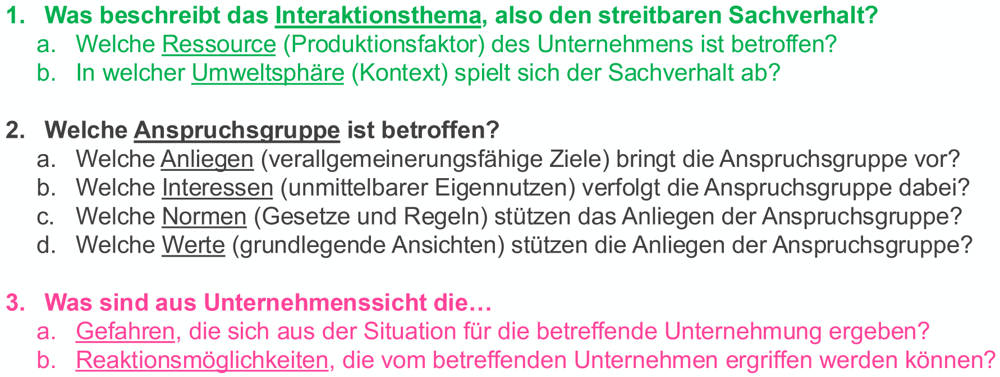 1. Was beschreibt das Interaktionsthema, also den streitbaren Sachverhalt?
a. Welche Ressource (Produktionsfaktor) des Unternehmens ist betroffen?
b. In welcher Umweltsphäre (Kontext) spielt sich der Sachverhalt ab?
2. Welche Anspruchsgruppe ist betroffen?
a. Welche Anliegen (verallgemeinerungsfähige Ziele) bringt die Anspruchsgruppe vor?
b. Welche Interessen (unmittelbarer Eigennutzen) verfolgt die Anspruchsgruppe dabei?
c. Welche Normen (Gesetze und Regeln) stützen das Anliegen der Anspruchsgruppe?
d. Welche Werte (grundlegende Ansichten) stützen die Anliegen der Anspruchsgruppe?
3. Was sind aus Unternehmenssicht die…
a. Gefahren, die sich aus der Situation für die betreffende Unternehmung ergeben?
b. Reaktionsmöglichkeiten, die vom betreffenden Unternehmen ergriffen werden können?